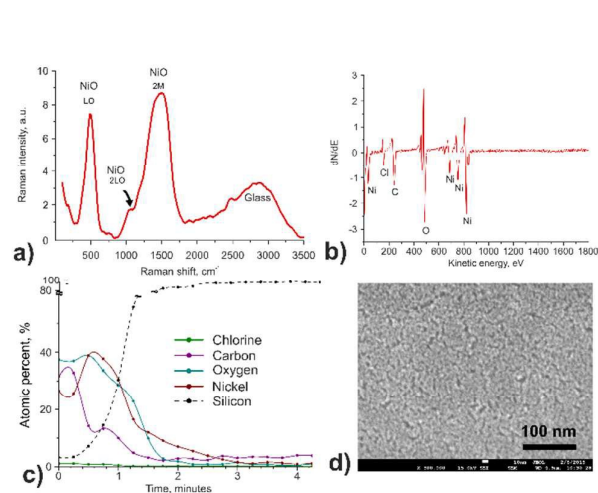 NiO
LO
NiO
2LO
NiO
2M
Glass
10
8
6
4
2
0
Raman intensity, a.u.
500 1000 1500 2000 2500 3000 3500
Raman shift, cm⁻
a)
3
2
1
0
-1
-2
-3
dN/dE
Ni
Cl
C
O
Ni
Ni
Ni
0 200 400 600 800 1000 1200 1400 1600 1800
Kinetic energy, eV
b)
100
80
40
20
0
Atomic percent, %
Chlorine
Carbon
Oxygen
Nickel
Silicon
0 1 2 3 4
Time, minutes
c)
100 nm
d)